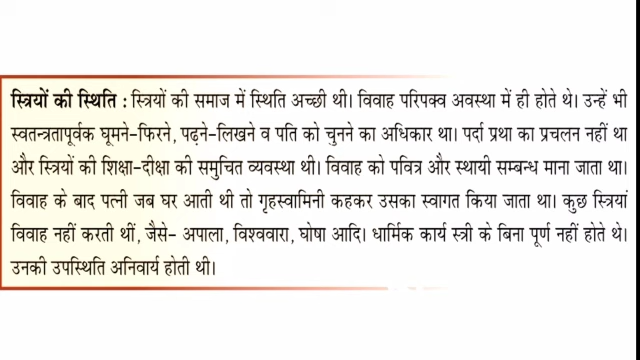 स्त्रियों की स्थिति : स्त्रियों की समाज में स्थिति अच्छी थी। विवाह परिपक्व अवस्था में ही होते थे। उन्हें भी
स्वतन्त्रतापूर्वक घूमने-फिरने, पढ़ने-लिखने व पति को चुनने का अधिकार था। पर्दा प्रथा का प्रचलन नहीं था
और स्त्रियों की शिक्षा-दीक्षा की समुचित व्यवस्था थी। विवाह को पवित्र और स्थायी सम्बन्ध माना जाता था।
विवाह के बाद पत्नी जब घर आती थी तो गृहस्वामिनी कहकर उसका स्वागत किया जाता था। कुछ स्त्रियां
विवाह नहीं करती थीं, जैसे- अपाला, विश्ववारा, घोषा आदि। धार्मिक कार्य स्त्री के बिना पूर्ण नहीं होते थे।
उनकी उपस्थिति अनिवार्य होती थी।